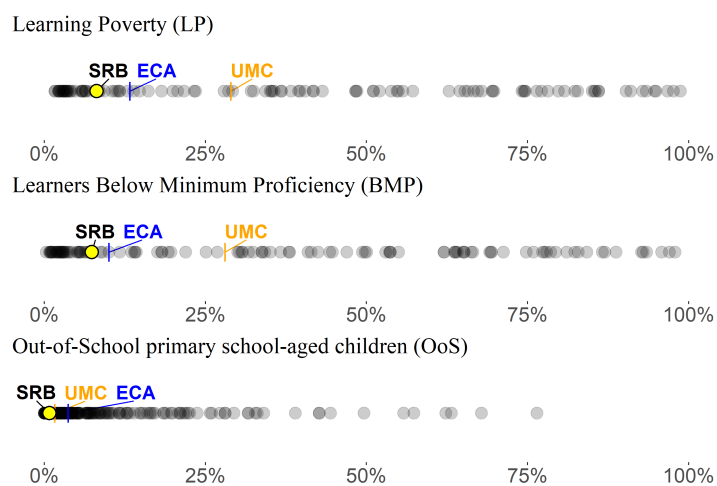 Learning Poverty (LP)
SRB ECA UMC
0% 25% 50% 75% 100%
Learners Below Minimum Proficiency (BMP)
SRB ECA UMC
0% 25% 50% 75% 100%
Out-of-School primary school-aged children (OoS)
SRB UMC ECA
0% 25% 50% 75% 100%